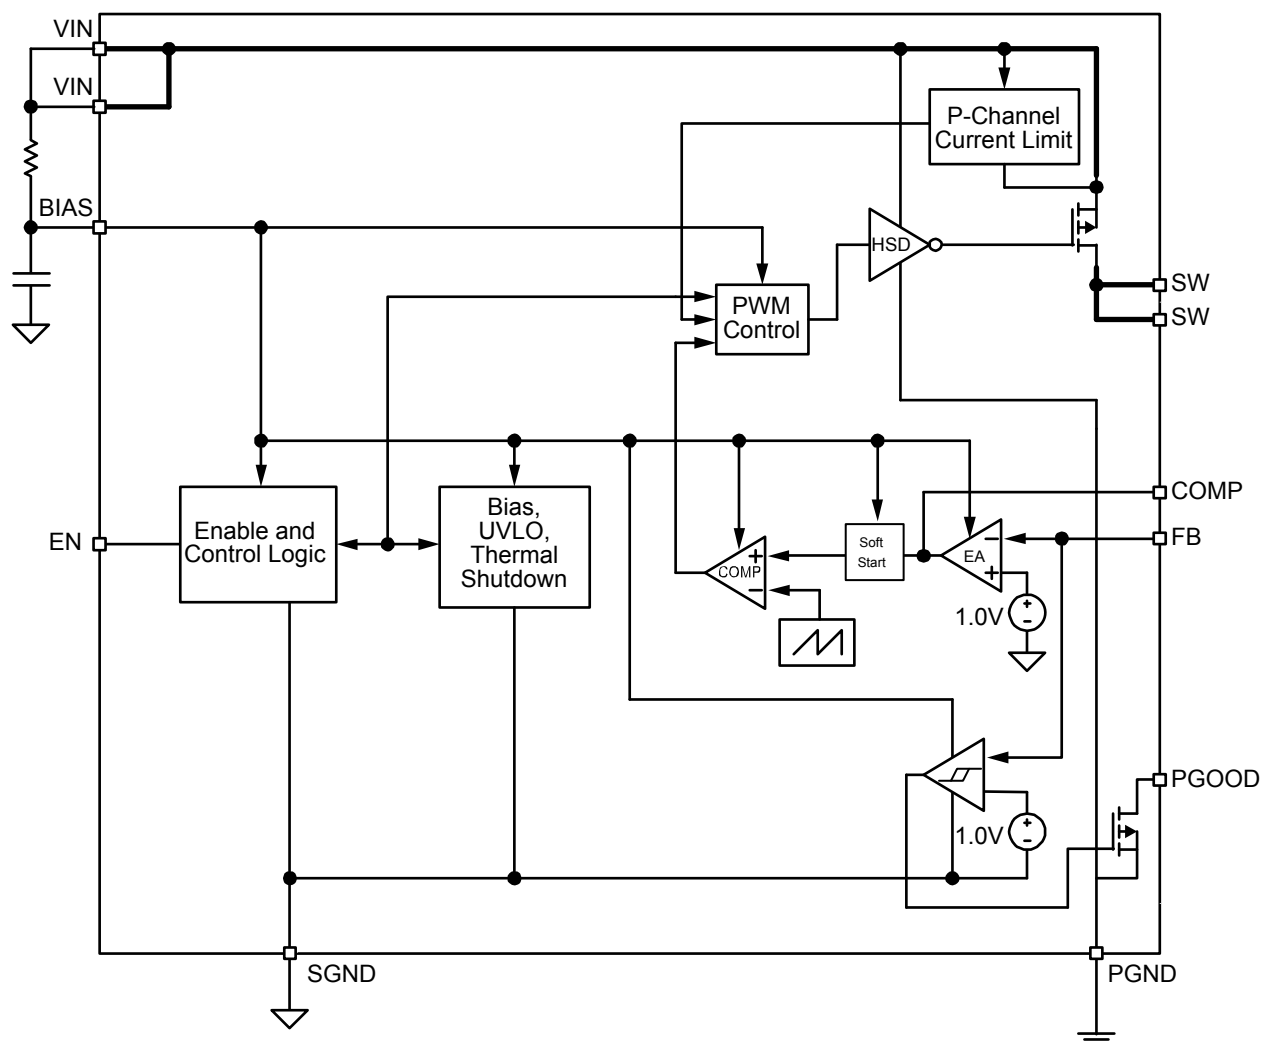 VIN
VIN
P-Channel
Current Limit
BIAS
HSD
SW
SW
PWM
Control
COMP
EN
Enable and
Control Logic
Bias,
UVLO,
Thermal
Shutdown
COMP
+
−
Soft
Start
EA
−
+
FB
1.0V
+
−
PGOOD
1.0V
+
−
SGND
PGND